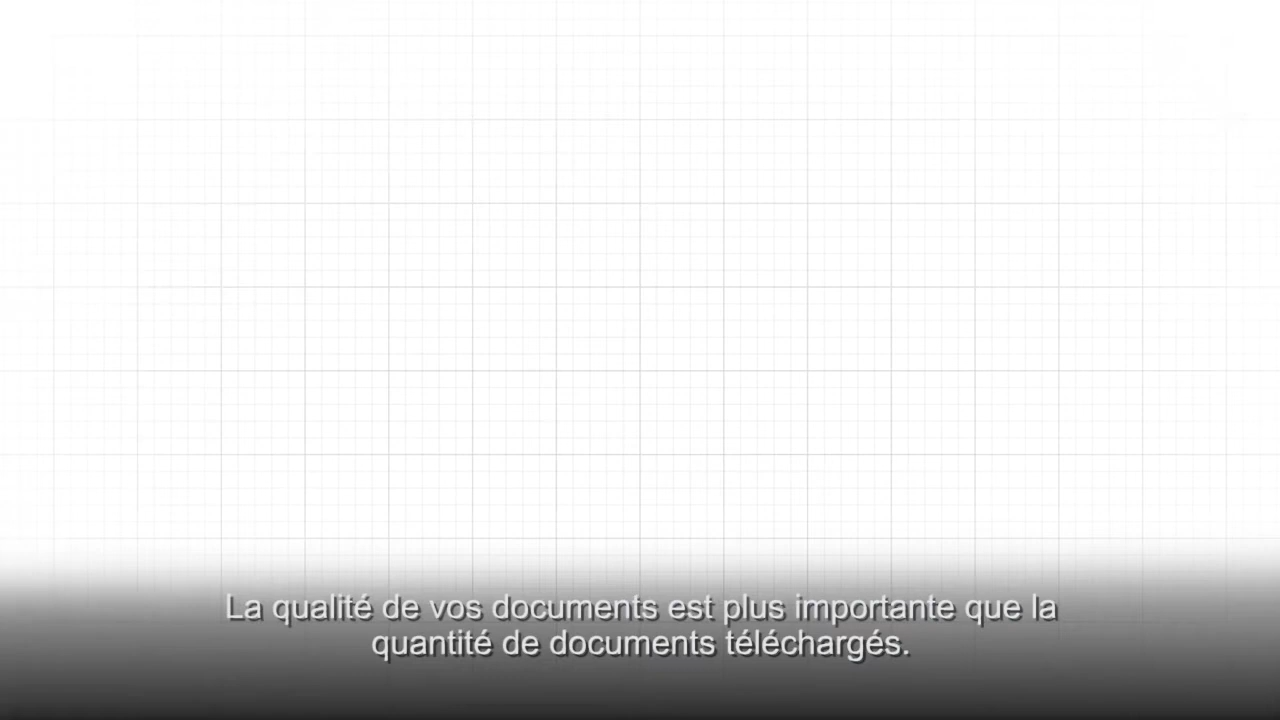 La qualité de vos documents est plus importante que la
quantité de documents téléchargés.